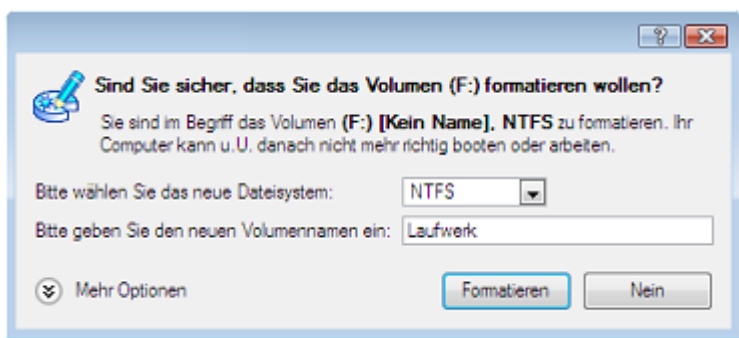 Sind Sie sicher, dass Sie das Volumen (F:) formatieren wollen?
Sie sind im Begriff das Volumen (F:) [Kein Name], NTFS zu formatieren. Ihr
Computer kann u.U. danach nicht mehr richtig booten oder arbeiten.
Bitte wählen Sie das neue Dateisystem: NTFS
Bitte geben Sie den neuen Volumennamen ein: Laufwerk
Mehr Optionen Formatieren Nein